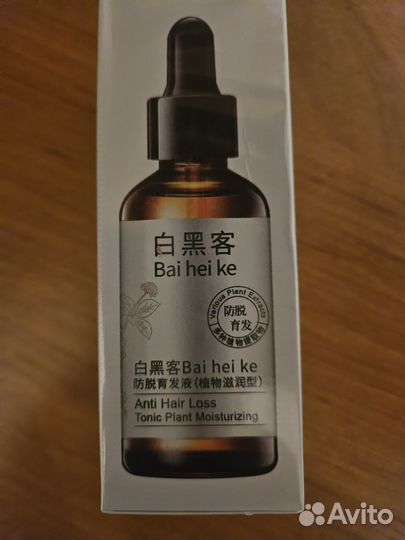 白黑客
Bai hei ke
Various Plant Extracts
防脱
育发
多种植物提取物
白黑客Bai hei ke
防脱育发液(植物滋润型)
Anti Hair Loss
Tonic Plant Moisturizing
Avito